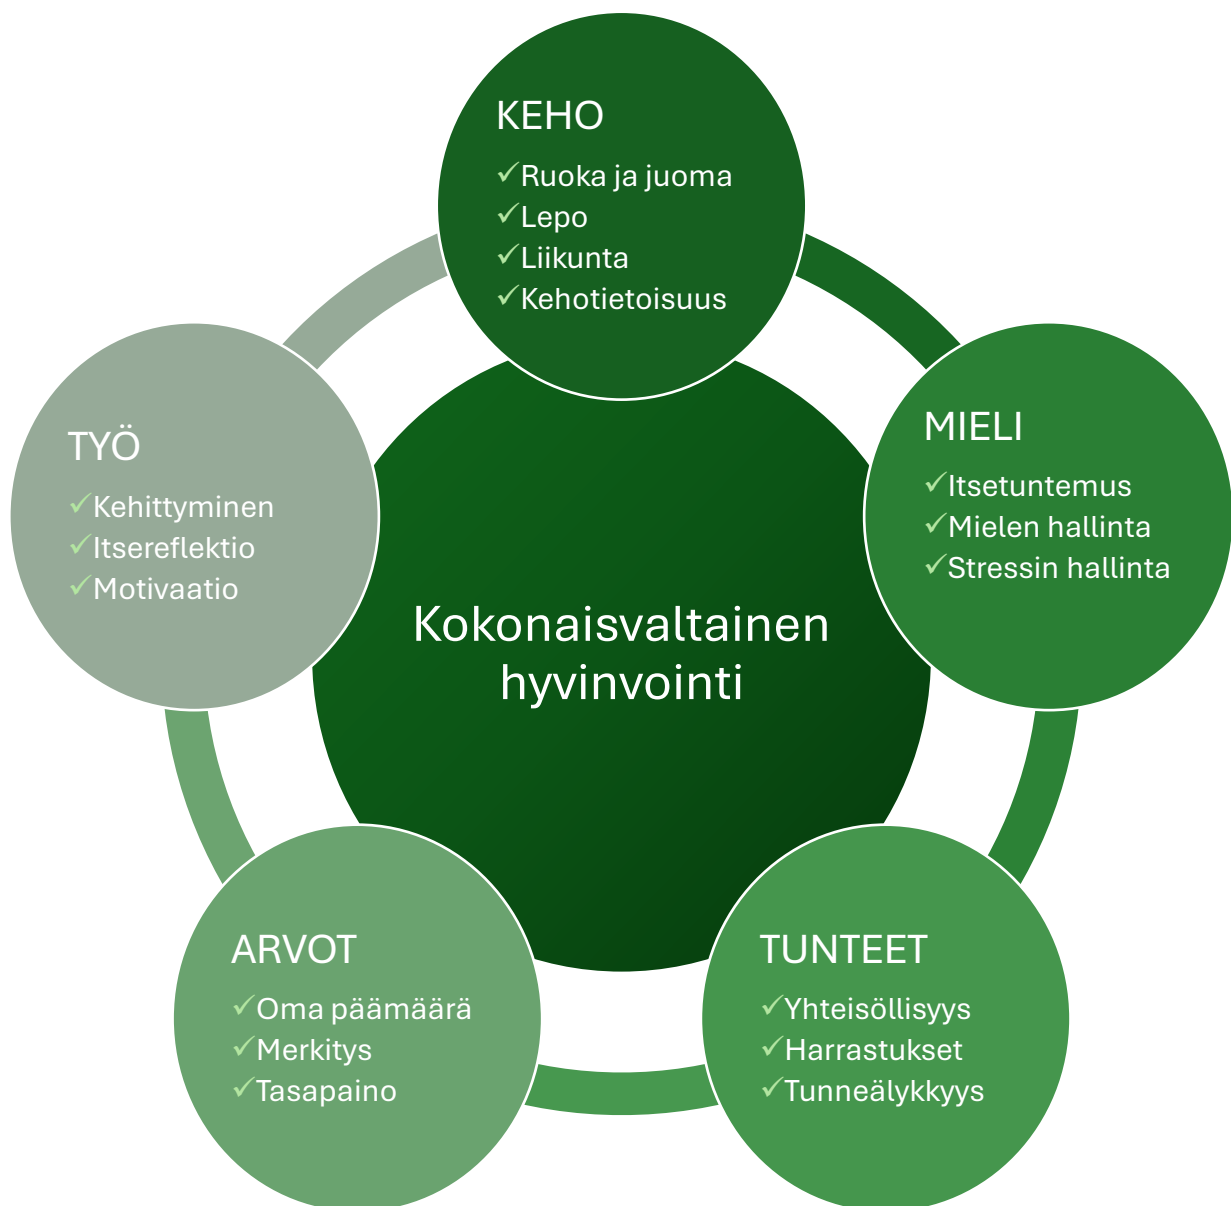 KEHO
✓Ruoka ja juoma
✓Lepo
✓Liikunta
✓Kehotietoisuus
MIELI
✓Itsetuntemus
✓Mielen hallinta
✓Stressin hallinta
TUNTEET
✓Yhteisöllisyys
✓Harrastukset
✓Tunneälykkyys
ARVOT
✓Oma päämäärä
✓Merkitys
✓Tasapaino
TYÖ
✓Kehittyminen
✓Itsereflektio
✓Motivaatio
Kokonaisvaltainen
hyvinvointi